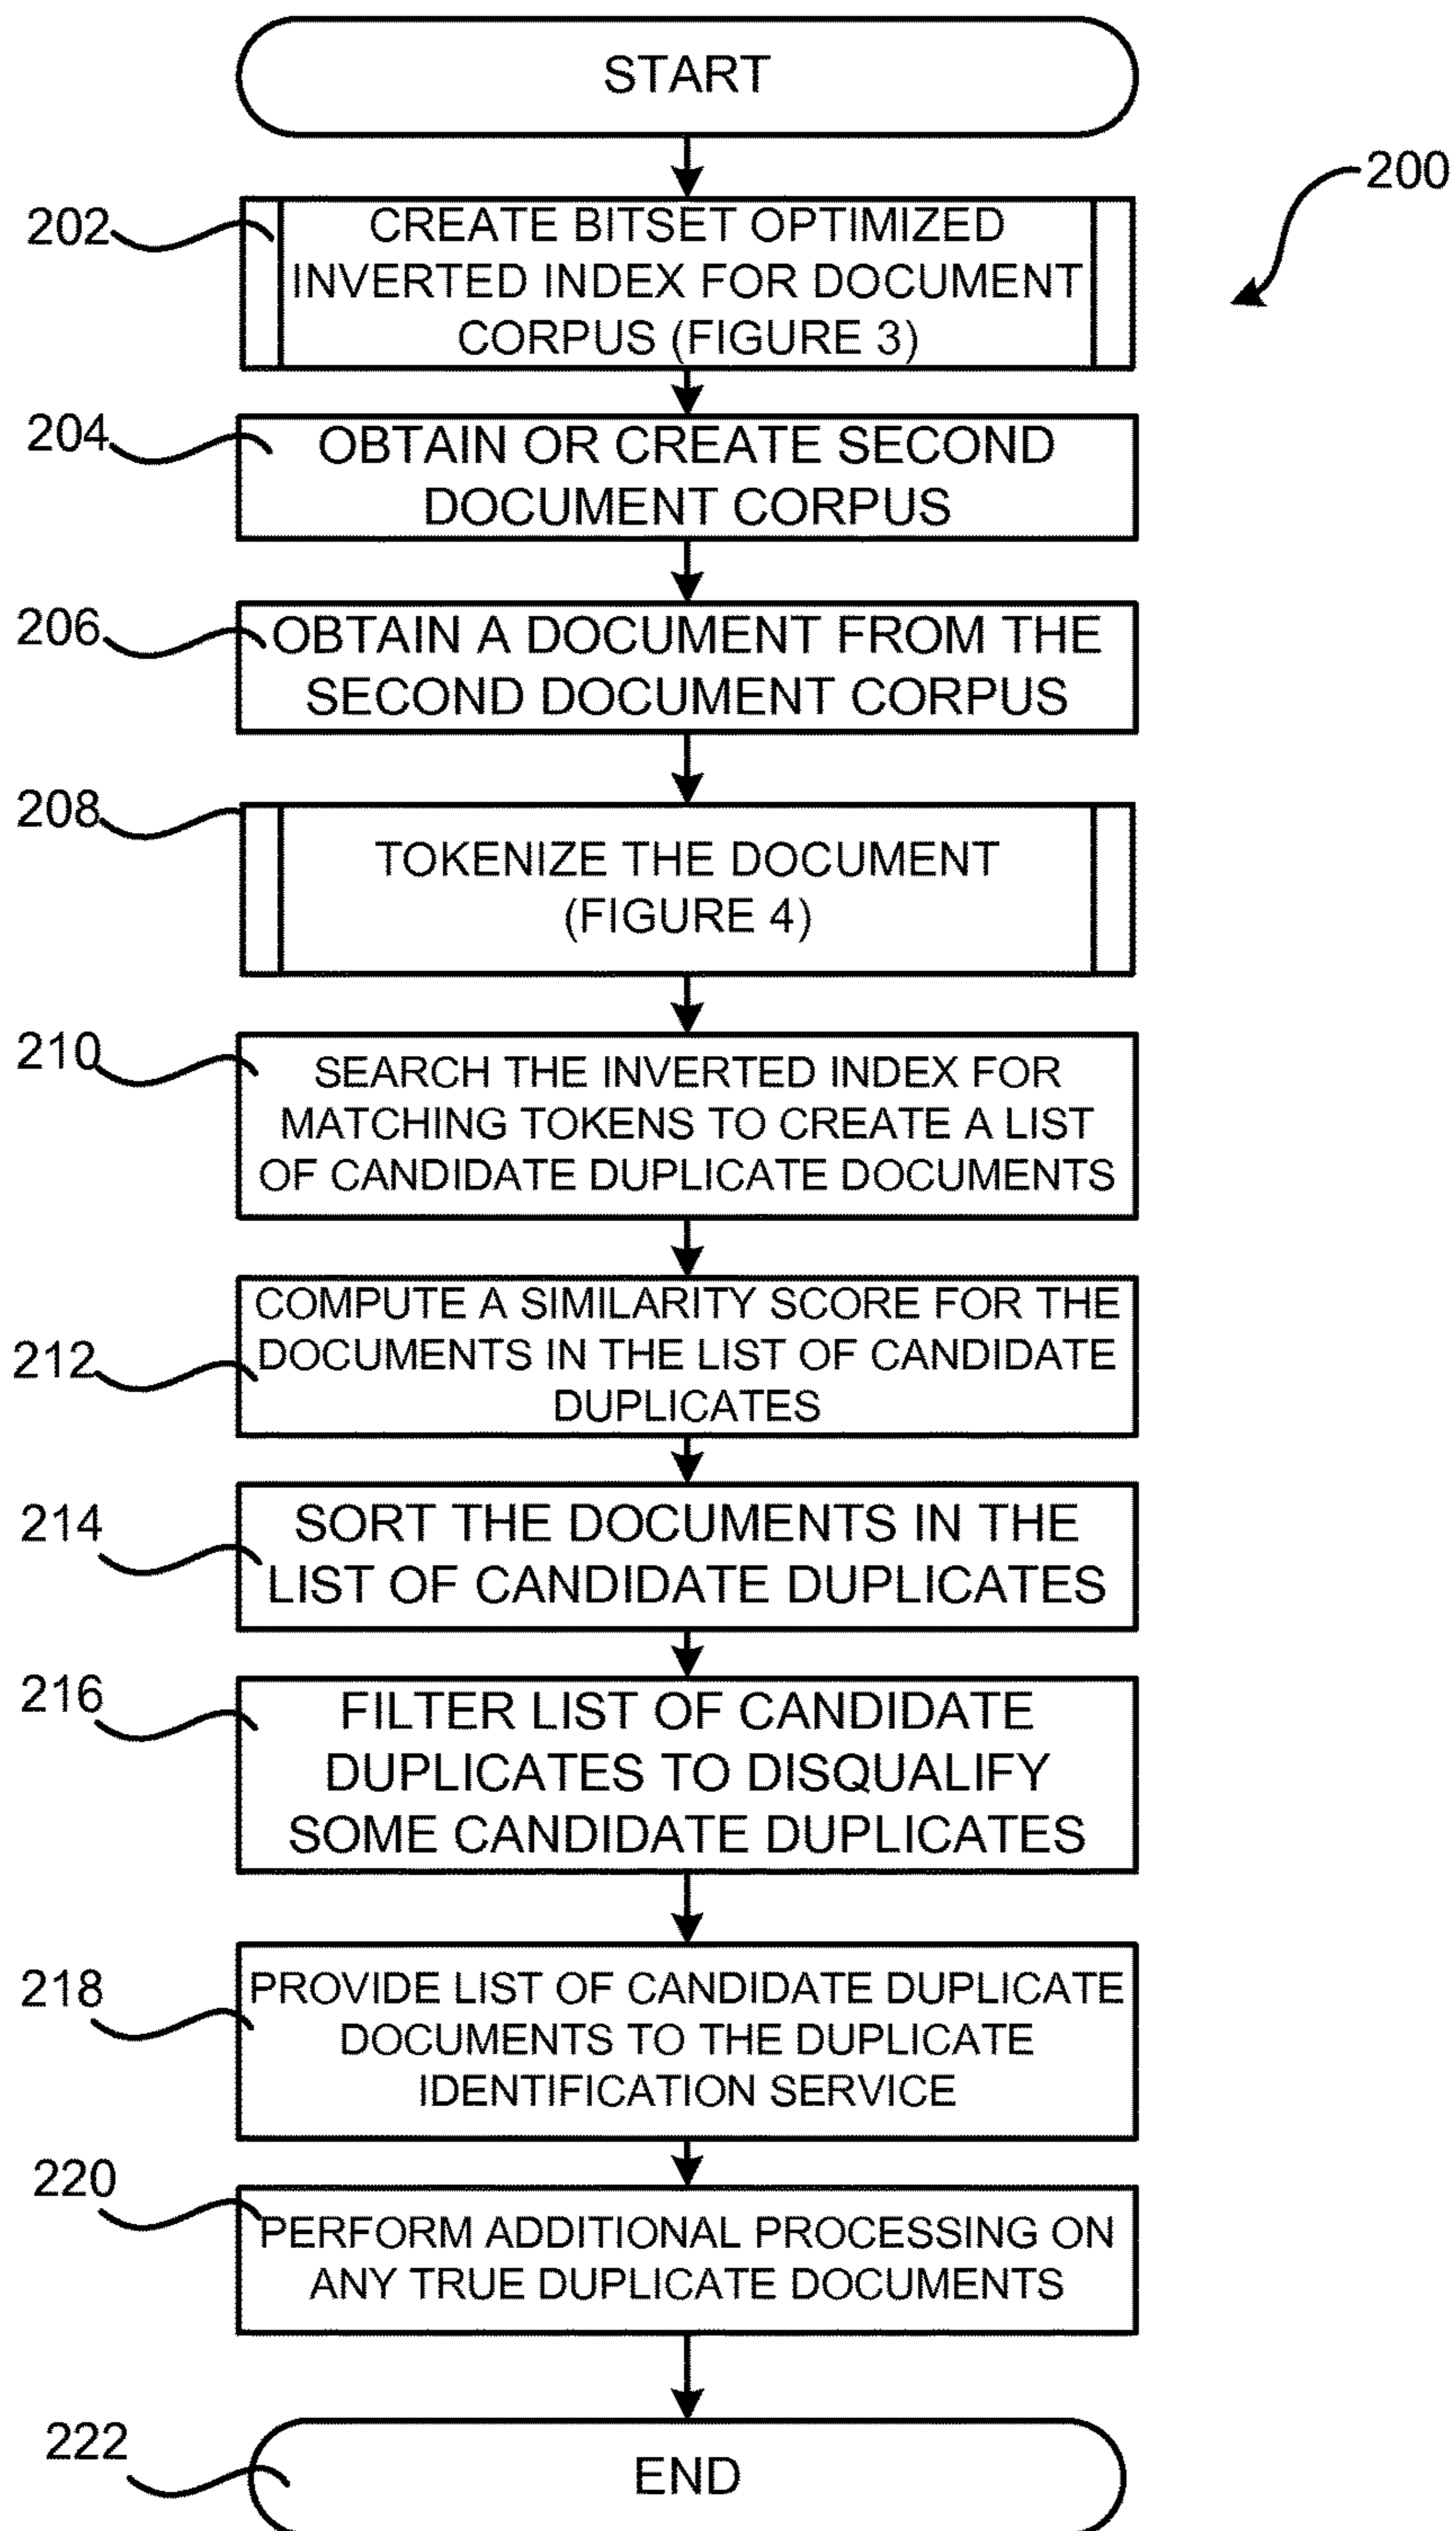 START
200
202
CREATE BITSET OPTIMIZED
INVERTED INDEX FOR DOCUMENT
CORPUS (FIGURE 3)
204
OBTAIN OR CREATE SECOND
DOCUMENT CORPUS
206
OBTAIN A DOCUMENT FROM THE
SECOND DOCUMENT CORPUS
208
TOKENIZE THE DOCUMENT
(FIGURE 4)
210
SEARCH THE INVERTED INDEX FOR
MATCHING TOKENS TO CREATE A LIST
OF CANDIDATE DUPLICATE DOCUMENTS
212
COMPUTE A SIMILARITY SCORE FOR THE
DOCUMENTS IN THE LIST OF CANDIDATE
DUPLICATES
214
SORT THE DOCUMENTS IN THE
LIST OF CANDIDATE DUPLICATES
216
FILTER LIST OF CANDIDATE
DUPLICATES TO DISQUALIFY
SOME CANDIDATE DUPLICATES
218
PROVIDE LIST OF CANDIDATE DUPLICATE
DOCUMENTS TO THE DUPLICATE
IDENTIFICATION SERVICE
220
PERFORM ADDITIONAL PROCESSING ON
ANY TRUE DUPLICATE DOCUMENTS
222
END